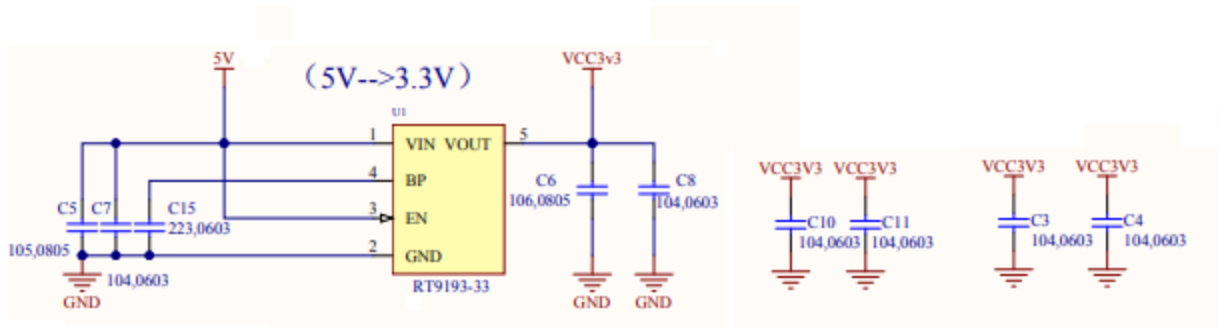 5V
（5V-->3.3V）
VCC3v3
U1
1
VIN
VOUT
5
4
BP
3
EN
2
GND
RT9193-33
C5
C7
C15
223,0603
105,0805
104,0603
GND
C6
106,0805
C8
104,0603
GND
GND
VCC3V3
VCC3V3
C10
104,0603
C11
104,0603
VCC3V3
VCC3V3
C3
104,0603
C4
104,0603